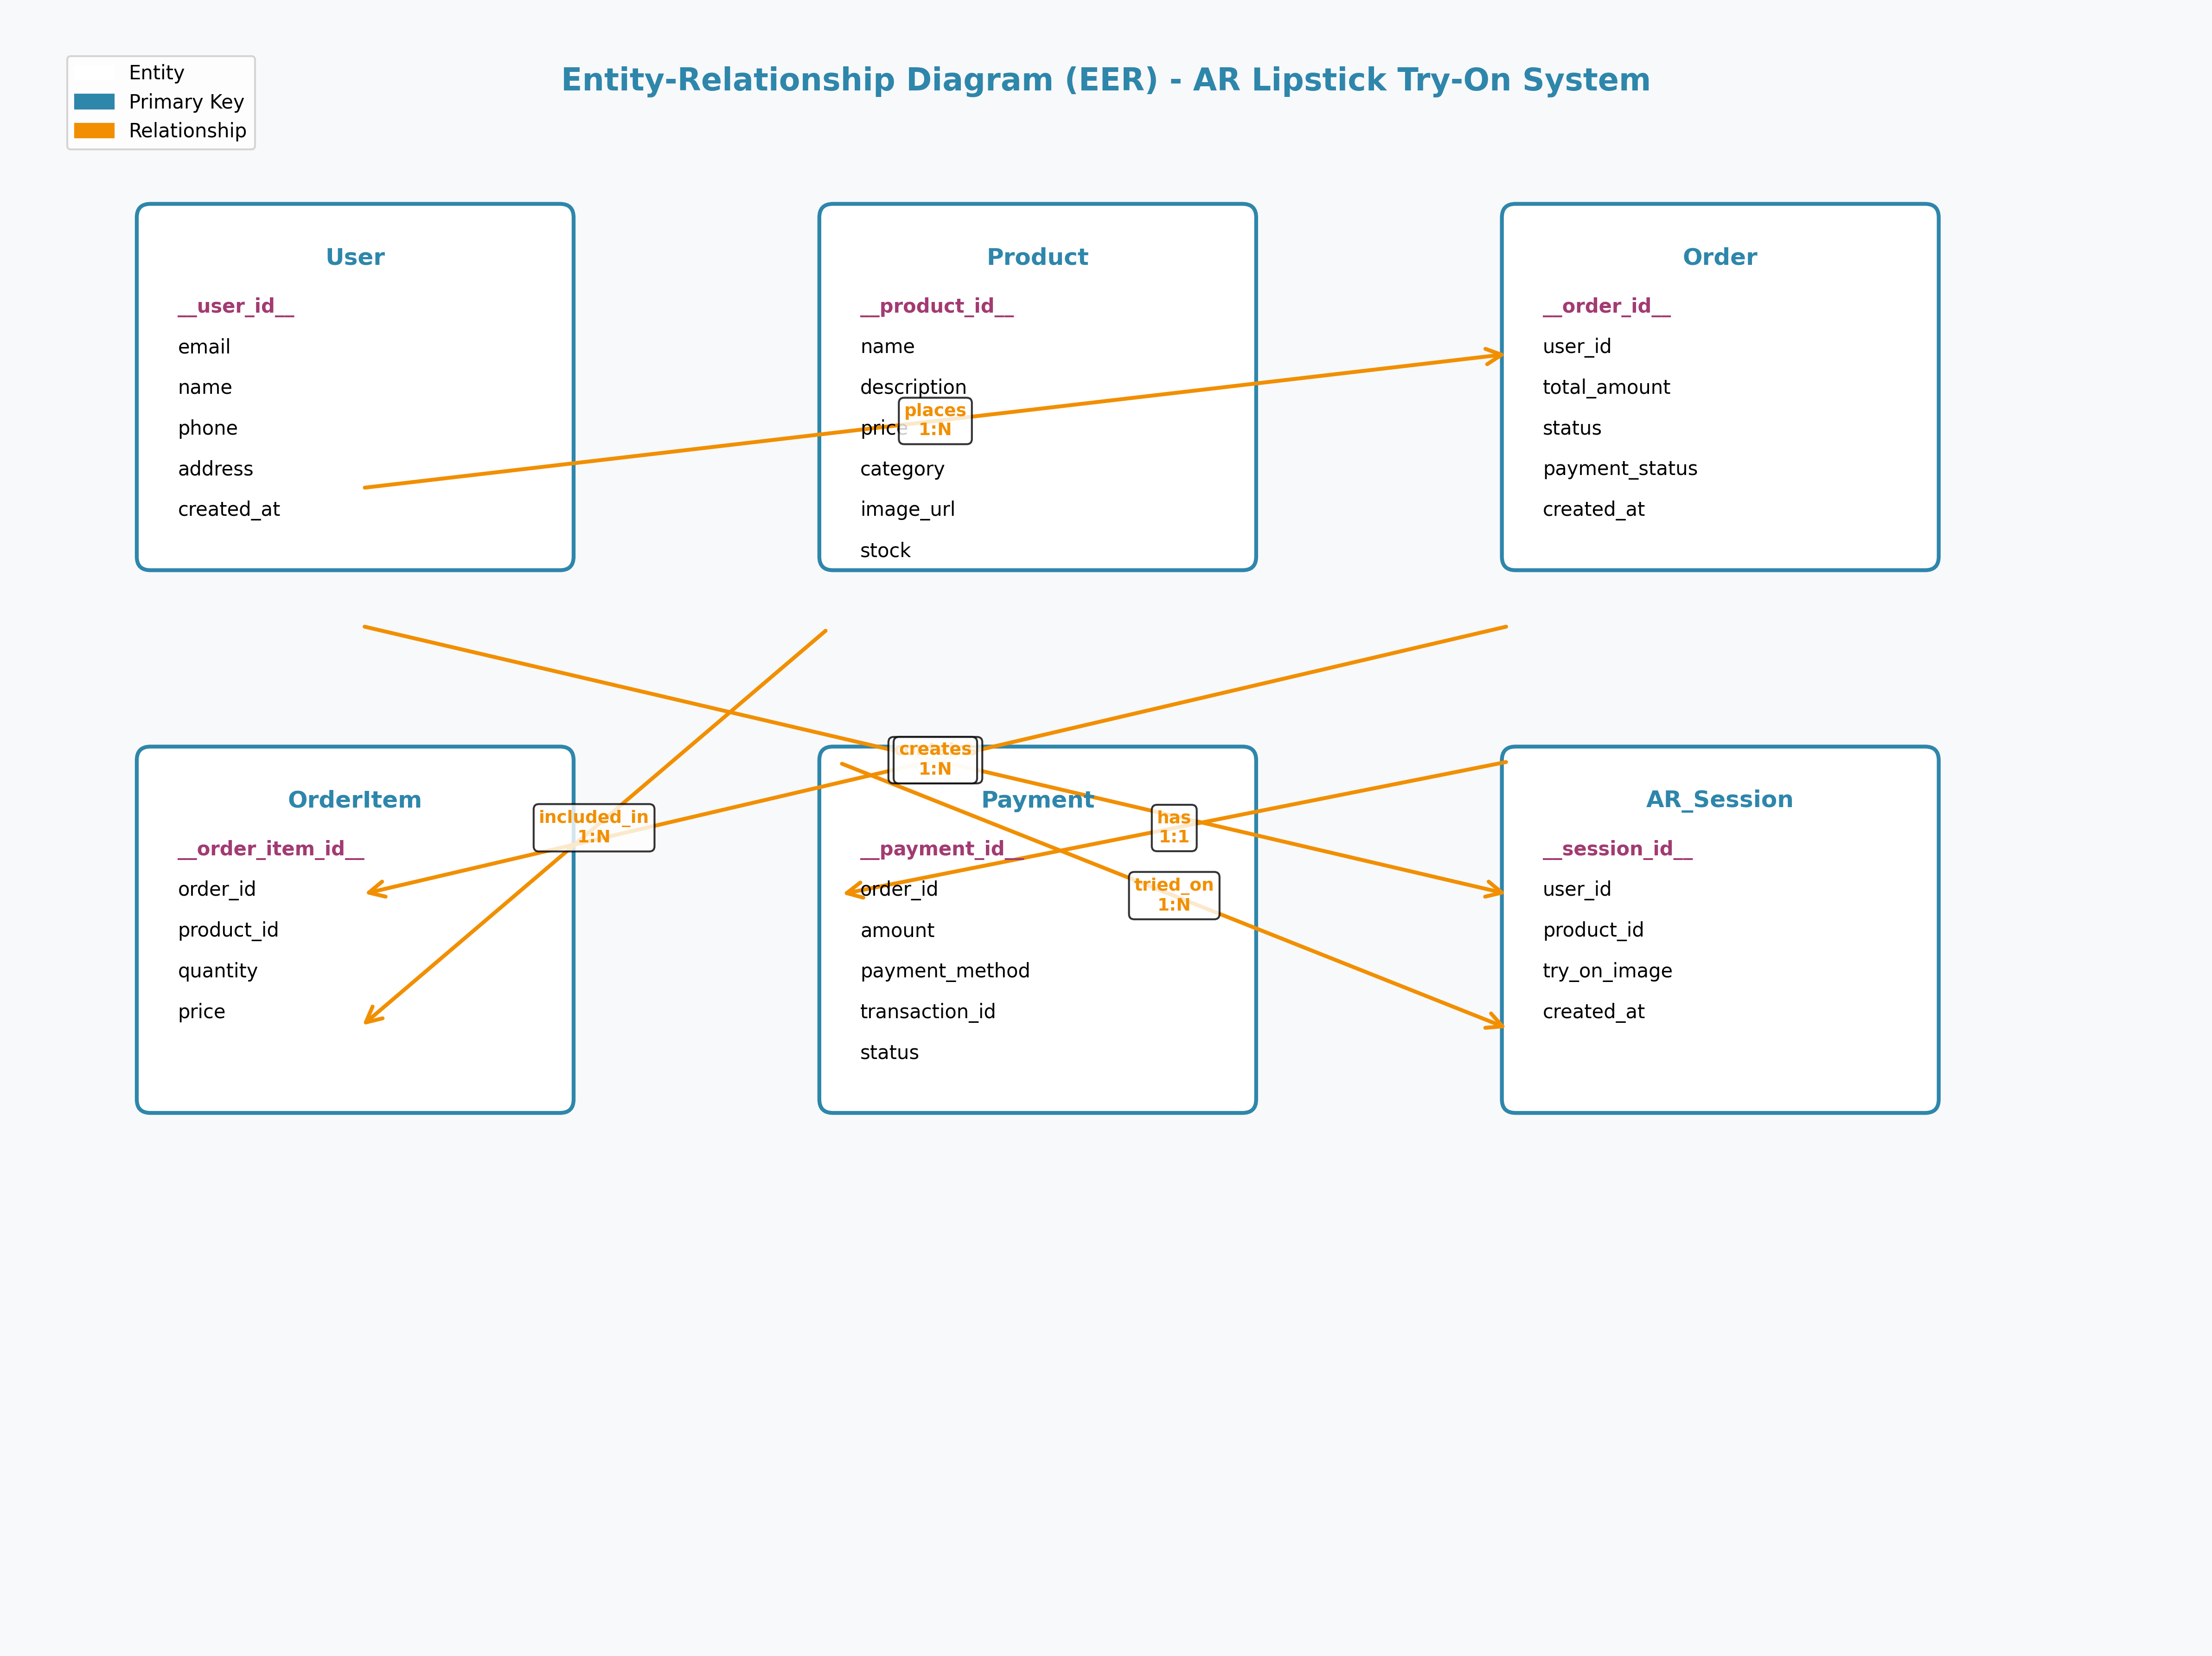 Entity
Primary Key
Relationship
Entity-Relationship Diagram (EER) - AR Lipstick Try-On System
User
__user_id__
email
name
phone
address
created_at
Product
__product_id__
name
description
price
category
image_url
stock
places
1:N
Order
__order_id__
user_id
total_amount
status
payment_status
created_at
OrderItem
__order_item_id__
order_id
product_id
quantity
price
included_in
1:N
creates
1:N
Payment
__payment_id__
order_id
amount
payment_method
transaction_id
status
has
1:1
tried_on
1:N
AR_Session
__session_id__
user_id
product_id
try_on_image
created_at